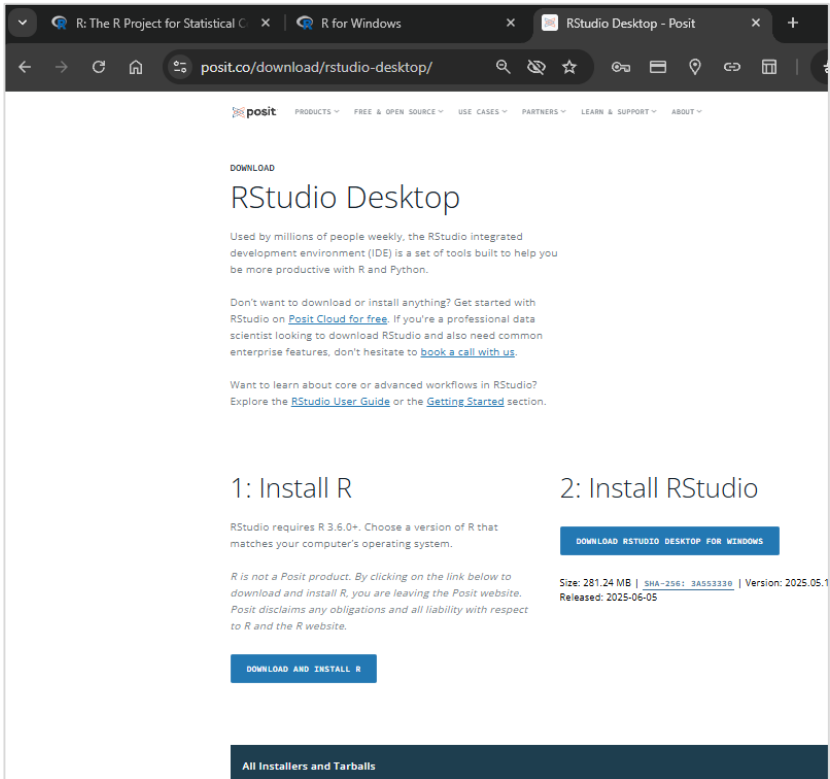 R: The R Project for Statistical C
R for Windows
RStudio Desktop - Posit
posit.co/download/rstudio-desktop/
posit PRODUCTS FREE & OPEN SOURCE USE CASES PARTNERS LEARN & SUPPORT ABOUT
DOWNLOAD
RStudio Desktop
Used by millions of people weekly, the RStudio integrated
development environment (IDE) is a set of tools built to help you
be more productive with R and Python.
Don't want to download or install anything? Get started with
RStudio on Posit Cloud for free. If you're a professional data
scientist looking to download RStudio and also need common
enterprise features, don't hesitate to book a call with us.
Want to learn about core or advanced workflows in RStudio?
Explore the RStudio User Guide or the Getting Started section.
1: Install R
RStudio requires R 3.6.0+. Choose a version of R that
matches your computer's operating system.
R is not a Posit product. By clicking on the link below to
download and install R, you are leaving the Posit website.
Posit disclaims any obligations and all liability with respect
to R and the R website.
DOWNLOAD AND INSTALL R
2: Install RStudio
DOWNLOAD RSTUDIO DESKTOP FOR WINDOWS
Size: 281.24 MB | SHA-256: 3A553330 | Version: 2025.05.1
Released: 2025-06-05
All Installers and Tarballs